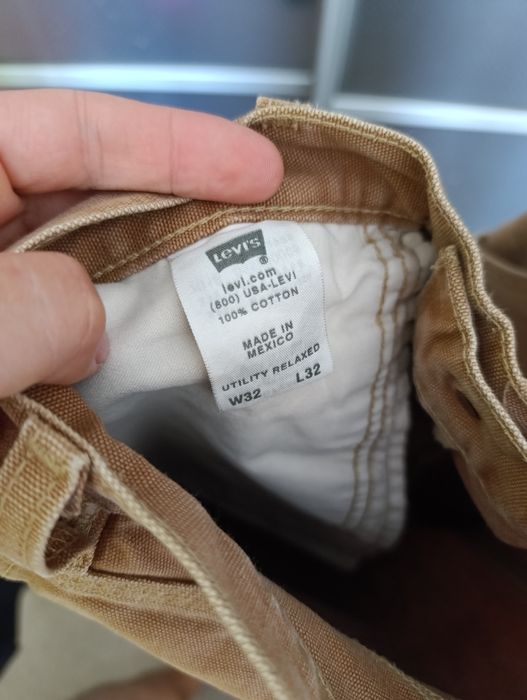 LEVI'S
®
levi.com
(800) USA-LEVI
100% COTTON
MADE IN
MEXICO
UTILITY RELAXED
W32 L32